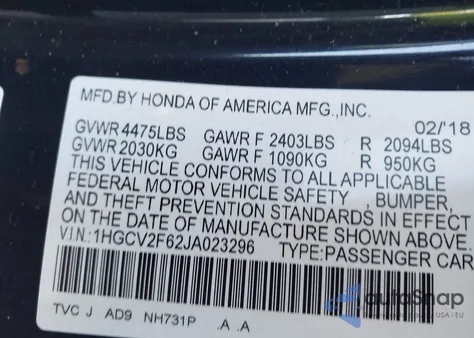 MFD.BY HONDA OF AMERICA MFG.,INC.
02/'18
GVWR 4475LBS GAWR F 2403LBS R 2094LBS
GVWR 2030KG GAWR F 1090KG R 950KG
THIS VEHICLE CONFORMS TO ALL APPLICABLE
FEDERAL MOTOR VEHICLE SAFETY , BUMPER,
AND THEFT PREVENTION STANDARDS IN EFFECT
ON THE DATE OF MANUFACTURE SHOWN ABOVE.
V.I.N.: 1HGCV2F62JA023296 TYPE:PASSENGER CAR
TVC J AD9 NH731P .A .A
autoSnap
USA • EU